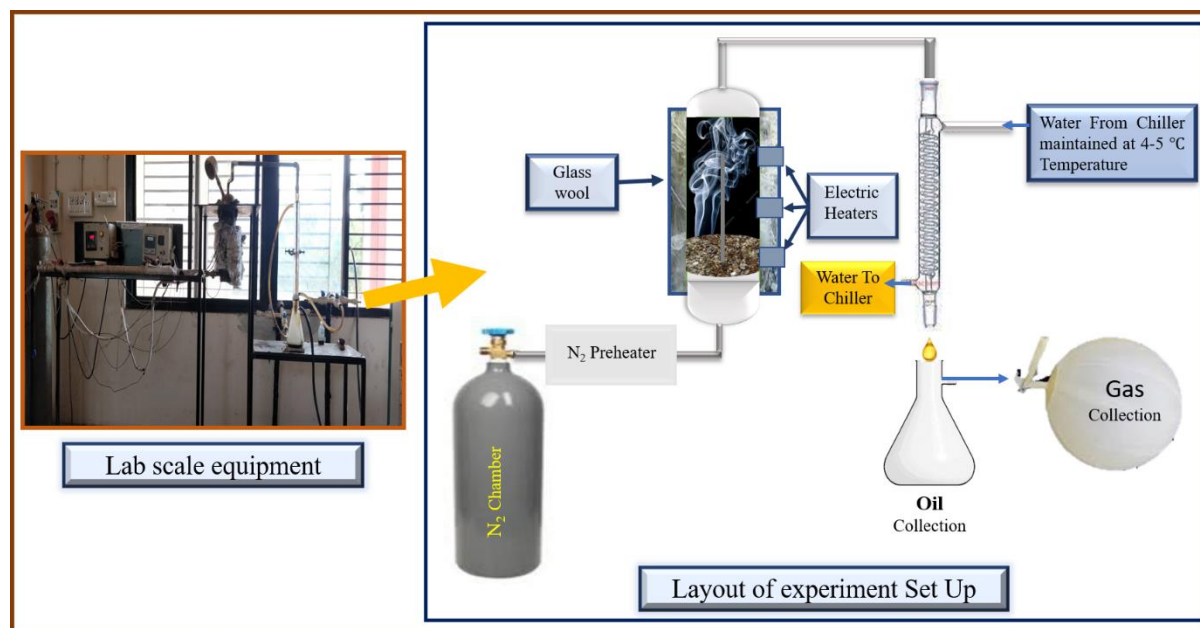 Lab scale equipment
Glass
wool
Electric
Heaters
Water From Chiller
maintained at 4-5 ℃
Temperature
Water To
Chiller
N₂ Preheater
N₂ Chamber
Gas
Collection
Oil
Collection
Layout of experiment Set Up